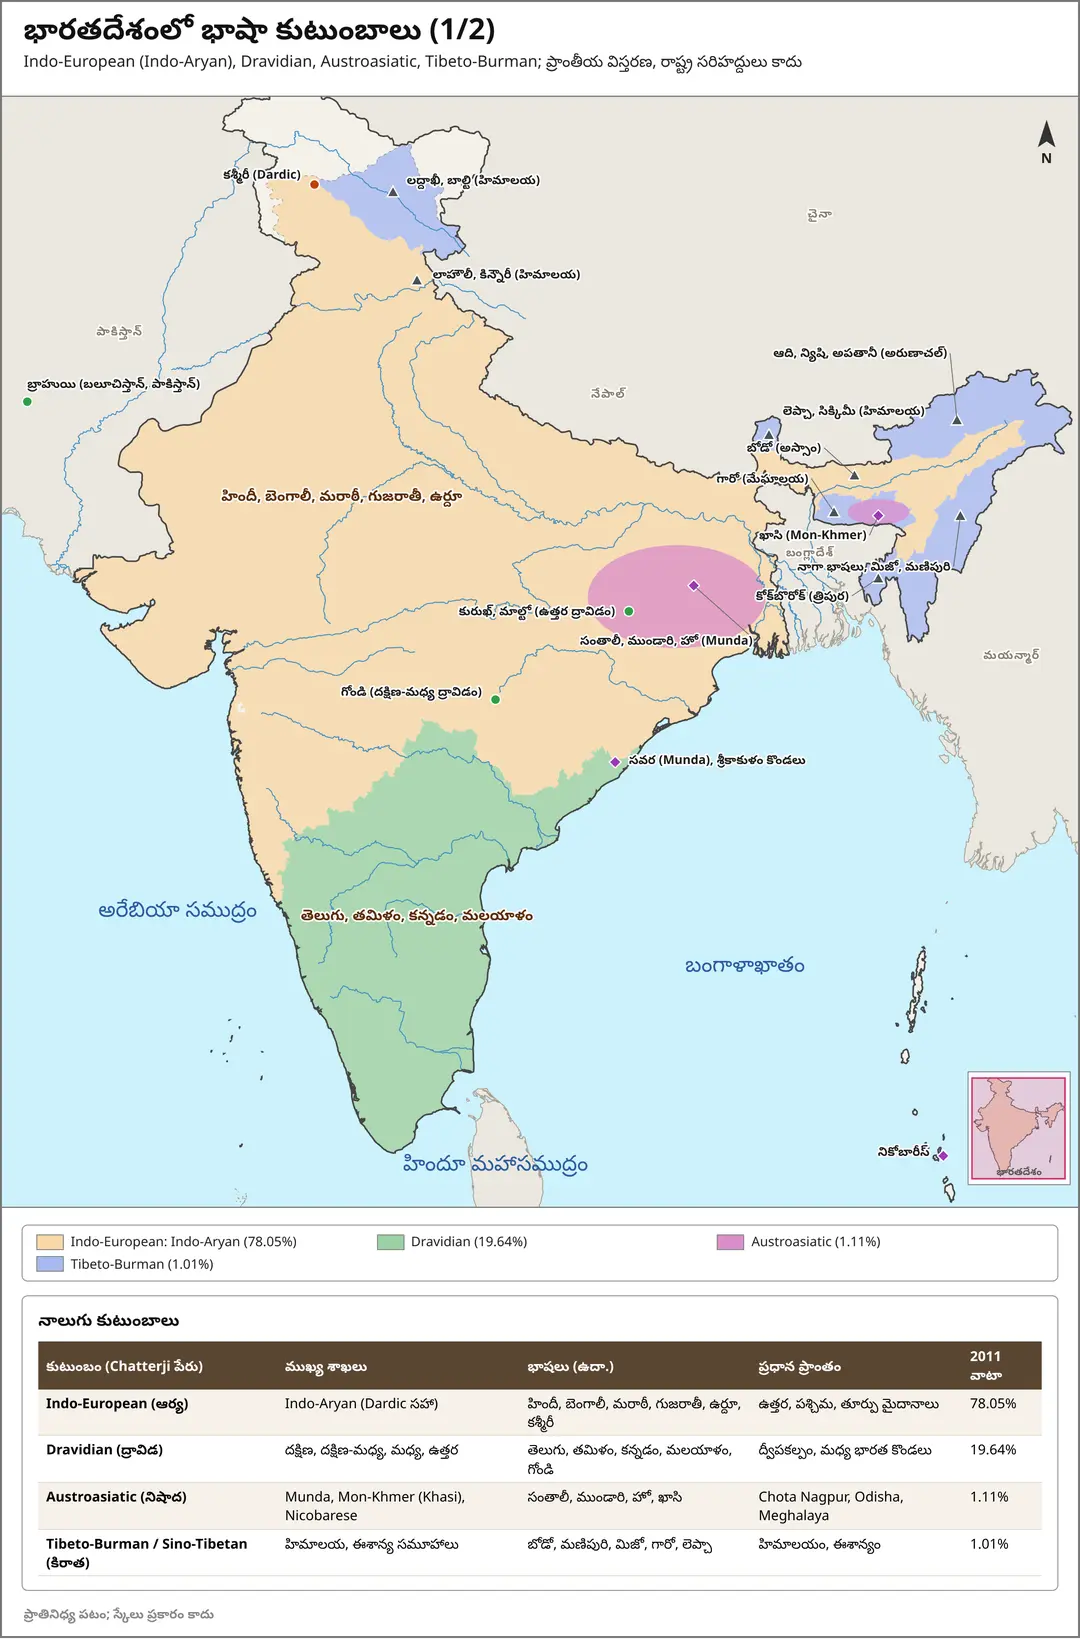 భారతదేశంలో భాషా కుటుంబాలు (1/2)
Indo-European (Indo-Aryan), Dravidian, Austroasiatic, Tibeto-Burman; ప్రాంతీయ విస్తరణ, రాష్ట్ర సరిహద్దులు కాదు
N
కశ్మీరీ (Dardic)
లద్దాఖీ, బాల్టి (హిమాలయ)
చైనా
లాహౌలీ, కిన్నౌరీ (హిమాలయ)
పాకిస్తాన్
ఆది, న్యిషి, అపతానీ (అరుణాచల్)
బ్రాహుయి (బలూచిస్తాన్, పాకిస్తాన్)
నేపాల్
లెప్చా, సిక్కిమీ (హిమాలయ)
బోడో (అస్సాం)
గారో (మేఘాలయ)
హిందీ, బెంగాలీ, మరాఠీ, గుజరాతీ, ఉర్దూ
ఖాసి (Mon-Khmer)
బంగ్లాదేశ్
నాగా భాషలు, మిజో, మణిపురి
కోక్‌బొరోక్ (త్రిపుర)
కురుఖ్, మాల్టో (ఉత్తర ద్రావిడం)
సంతాలీ, ముండారి, హో (Munda)
మయన్మార్
గోండి (దక్షిణ-మధ్య ద్రావిడం)
సవర (Munda), శ్రీకాకుళం కొండలు
అరేబియా సముద్రం
తెలుగు, తమిళం, కన్నడం, మలయాళం
బంగాళాఖాతం
నికోబారీస్
హిందూ మహాసముద్రం
భారతదేశం
Indo-European: Indo-Aryan (78.05%)
Dravidian (19.64%)
Austroasiatic (1.11%)
Tibeto-Burman (1.01%)
నాలుగు కుటుంబాలు
కుటుంబం (Chatterji పేరు) ముఖ్య శాఖలు భాషలు (ఉదా.) ప్రధాన ప్రాంతం 2011 వాటా
Indo-European (ఆర్య) Indo-Aryan (Dardic సహా) హిందీ, బెంగాలీ, మరాఠీ, గుజరాతీ, ఉర్దూ, కశ్మీరీ ఉత్తర, పశ్చిమ, తూర్పు మైదానాలు 78.05%
Dravidian (ద్రావిడ) దక్షిణ, దక్షిణ-మధ్య, మధ్య, ఉత్తర తెలుగు, తమిళం, కన్నడం, మలయాళం, గోండి ద్వీపకల్పం, మధ్య భారత కొండలు 19.64%
Austroasiatic (నిషాద) Munda, Mon-Khmer (Khasi), Nicobarese సంతాలీ, ముండారి, హో, ఖాసి Chota Nagpur, Odisha, Meghalaya 1.11%
Tibeto-Burman / Sino-Tibetan (కిరాత) హిమాలయ, ఈశాన్య సమూహాలు బోడో, మణిపురి, మిజో, గారో, లెప్చా హిమాలయం, ఈశాన్యం 1.01%
ప్రాతినిధ్య పటం; స్కేలు ప్రకారం కాదు